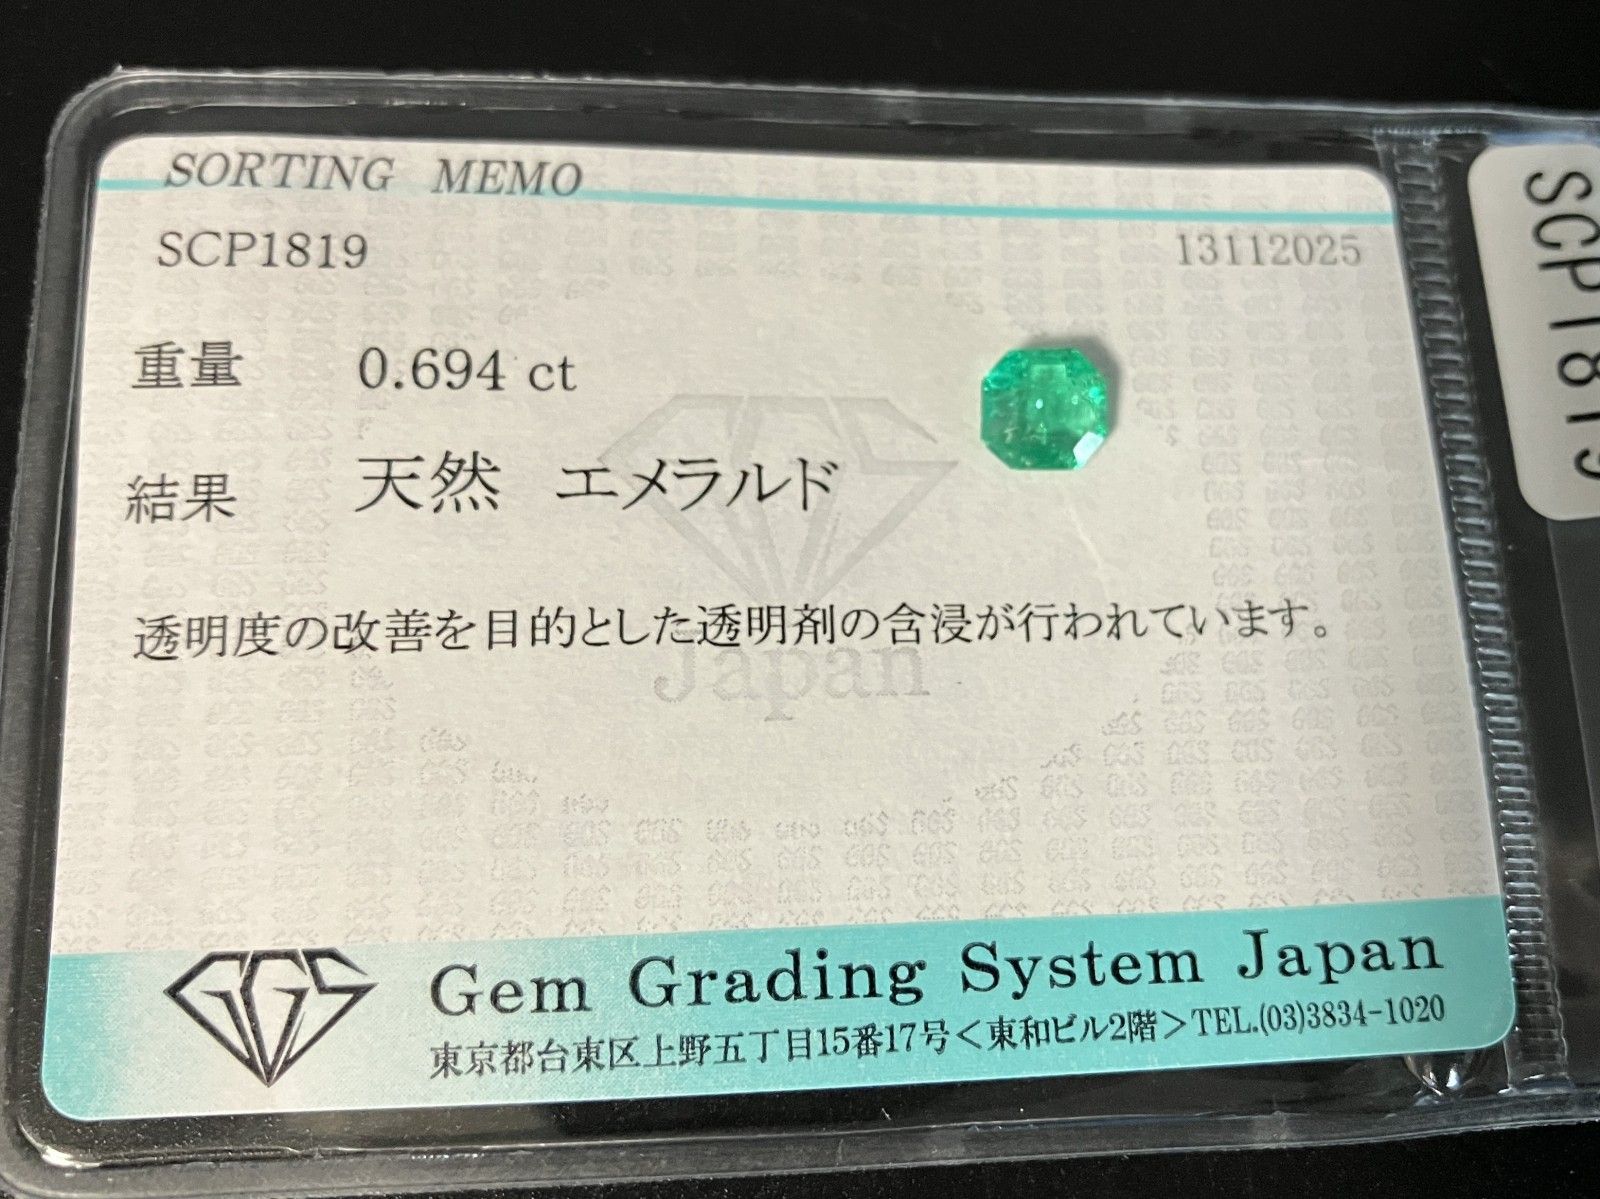 SORTING MEMO
SCP1819 13112025
重量 0.694 ct
結果 天然 エメラルド
透明度の改善を目的とした透明剤の含浸が行われています。
Japan
GGS Gem Grading System Japan
東京都台東区上野五丁目15番17号＜東和ビル2階＞TEL.(03)3834-1020
SCP1819